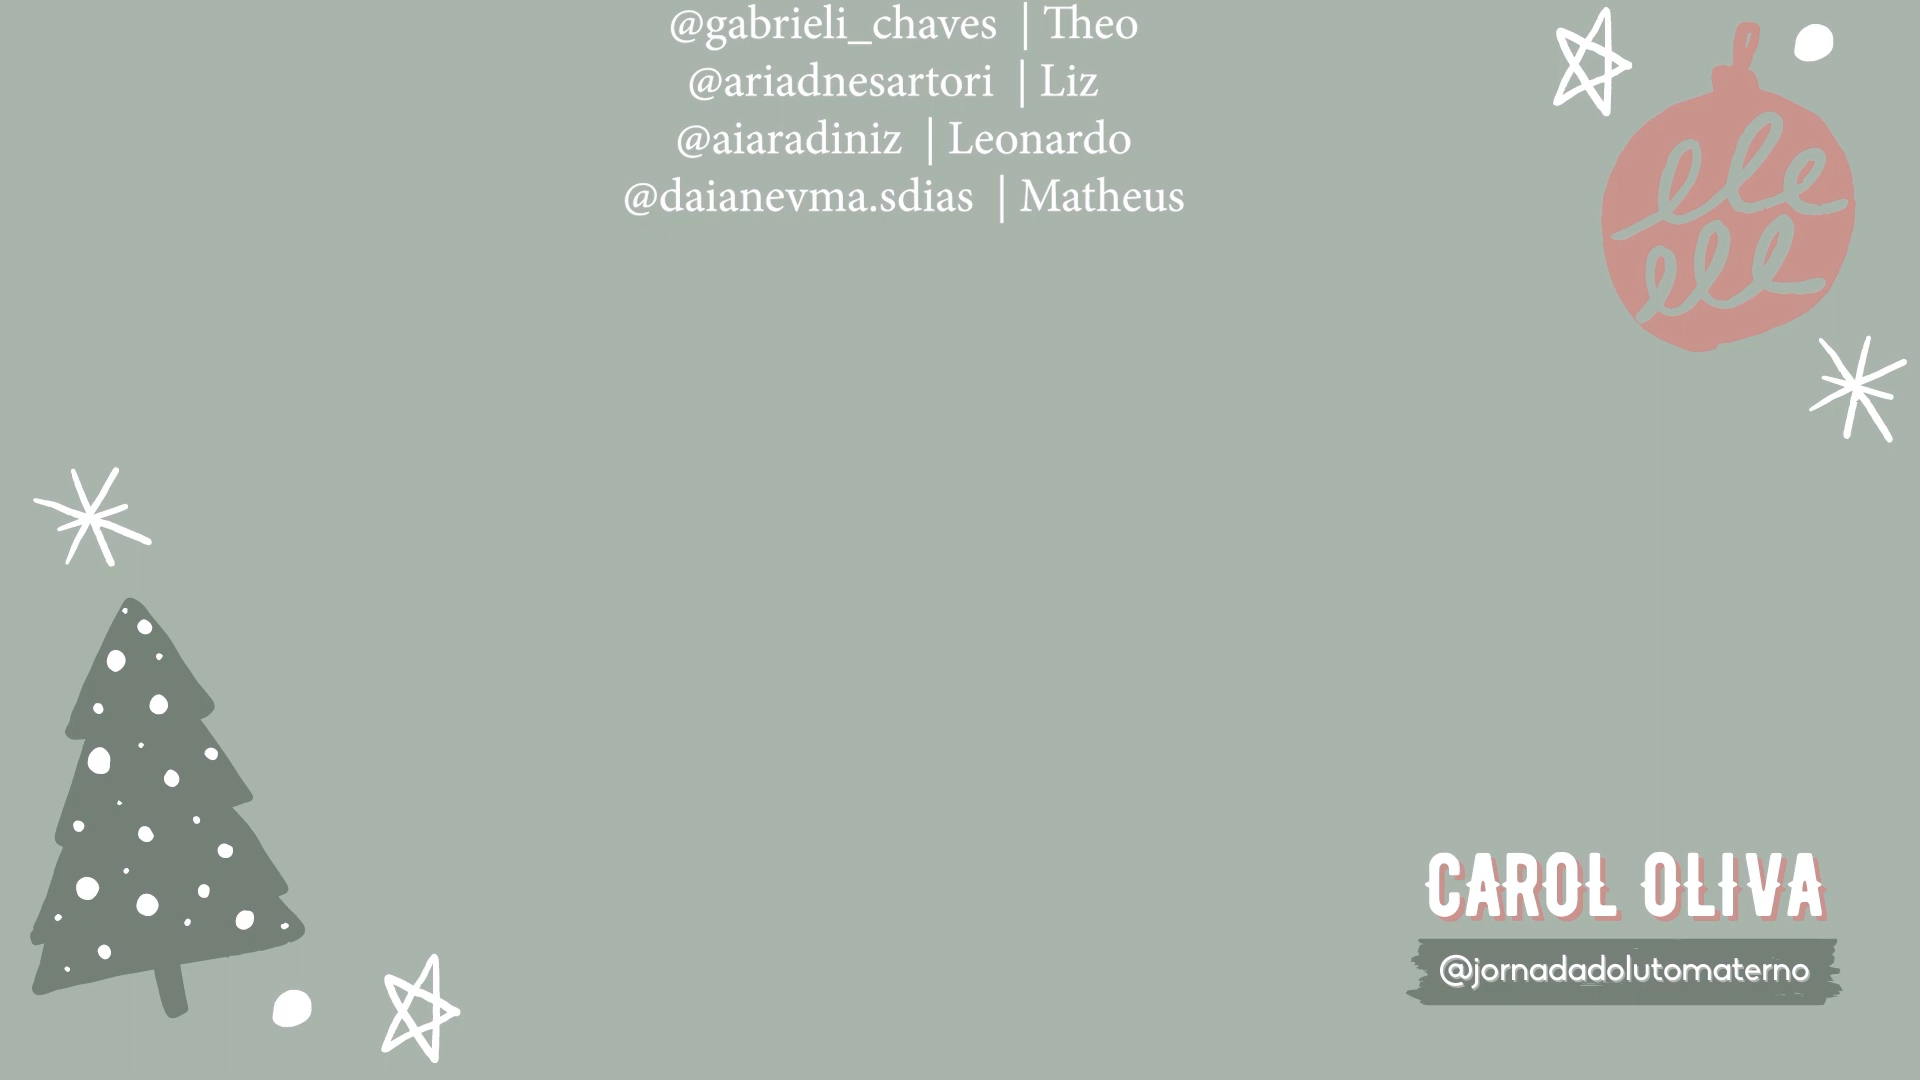 @gabrieli_chaves | Theo
@ariadnesartori | Liz
@aiaradiniz | Leonardo
@daianevma.sdias | Matheus
CAROL OLIVA
@jornadadolutomaterno